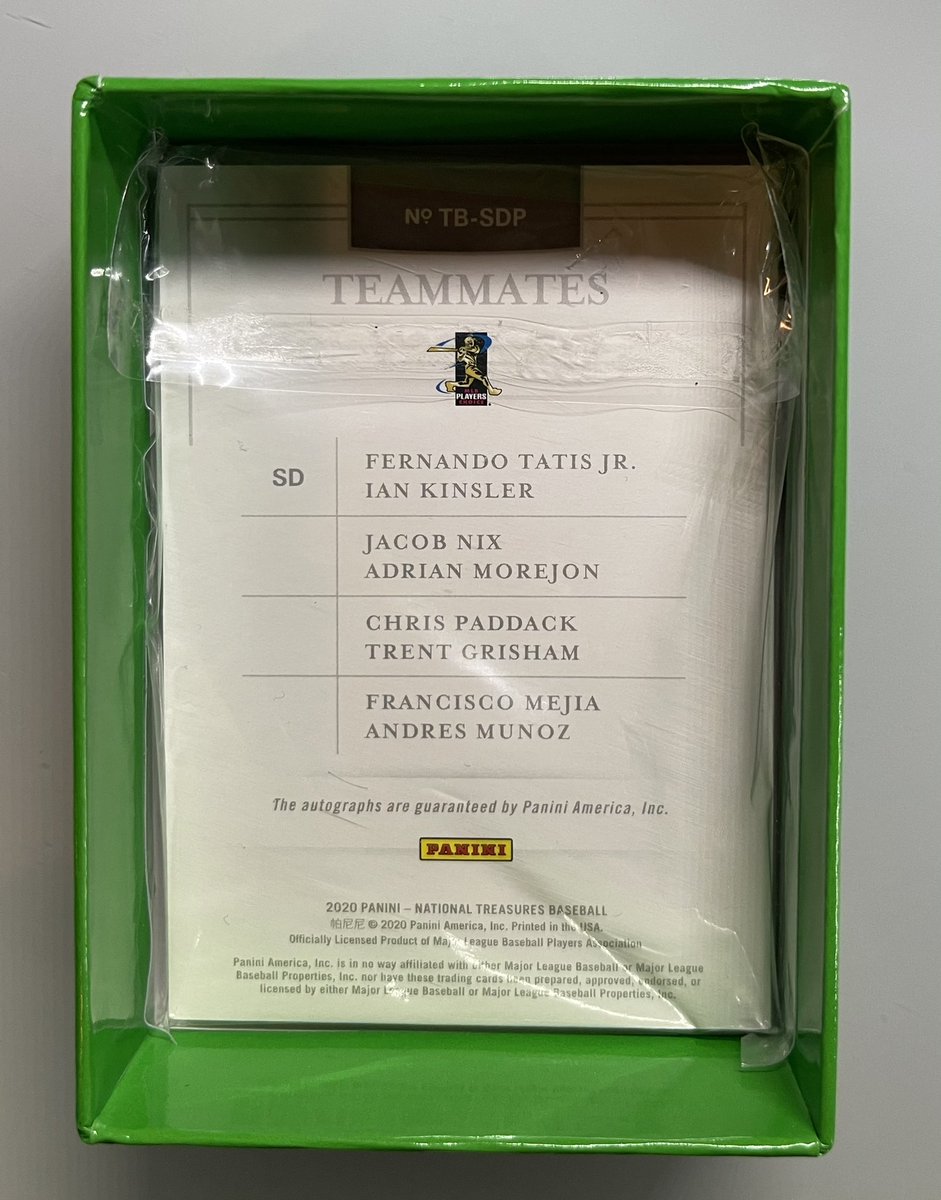 Nº TB-SDP
TEAMMATES
MLB
PLAYERS
CHOICE
SD
FERNANDO TATIS JR.
IAN KINSLER
JACOB NIX
ADRIAN MOREJON
CHRIS PADDACK
TRENT GRISHAM
FRANCISCO MEJIA
ANDRES MUNOZ
The autographs are guaranteed by Panini America, Inc.
PANINI
2020 PANINI – NATIONAL TREASURES BASEBALL
帕尼尼 © 2020 Panini America, Inc. Printed in the USA.
Officially Licensed Product of Major League Baseball Players Association
Panini America, Inc. is in no way affiliated with either Major League Baseball or Major League
Baseball Properties, Inc. nor have these trading cards been prepared, approved, endorsed, or
licensed by either Major League Baseball or Major League Baseball Properties, Inc.